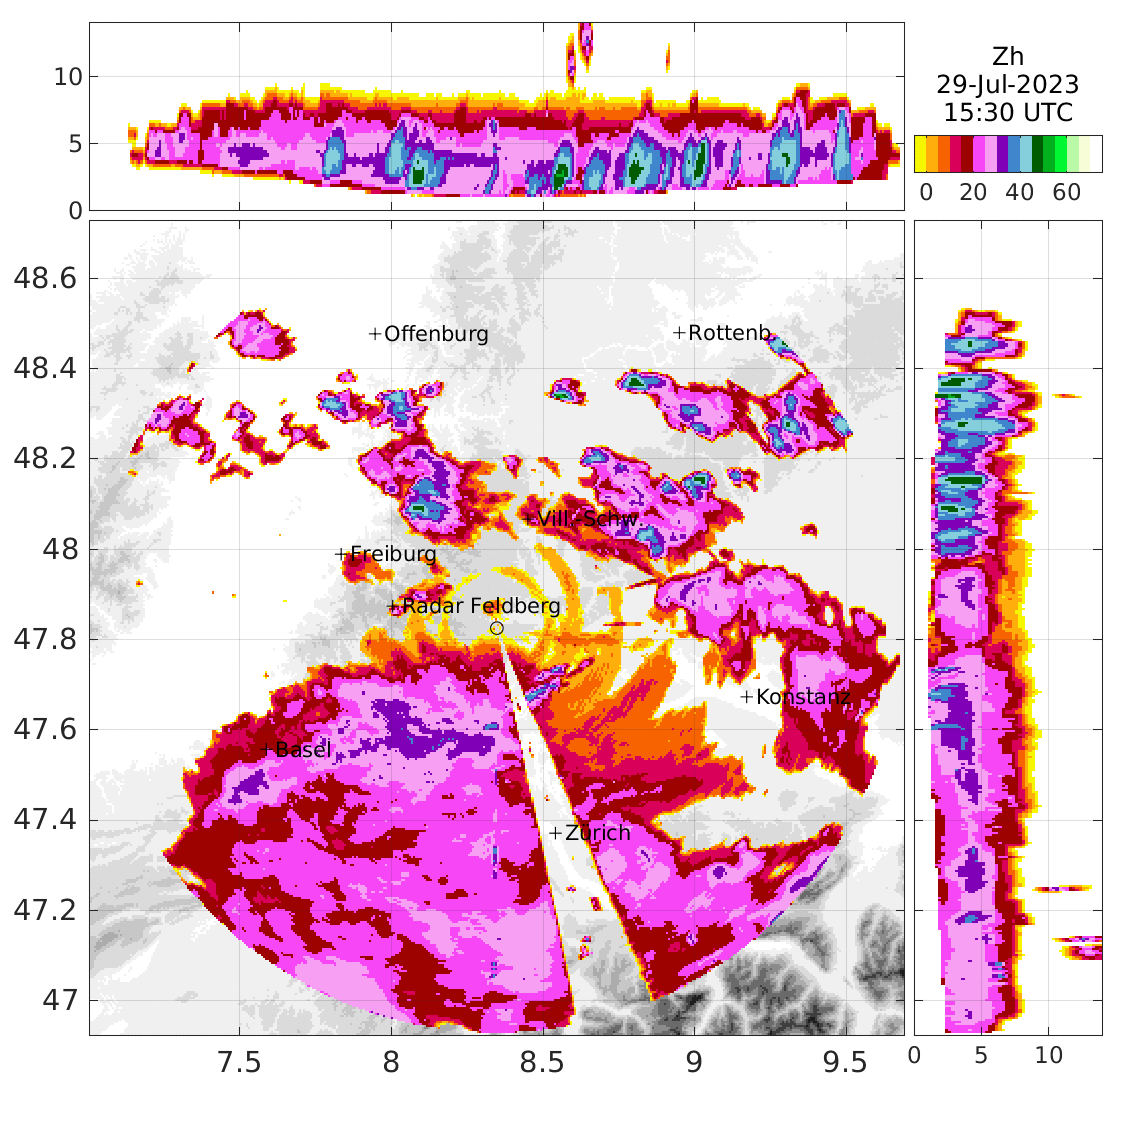 Zh
29-Jul-2023
15:30 UTC
10
5
0
0 20 40 60
48.6
48.4
48.2
48
47.8
47.6
47.4
47.2
47
+Offenburg
+Rottenb.
+Vill.-Schw.
+Freiburg
+Radar Feldberg
+Konstanz
+Basel
+Zürich
7.5 8 8.5 9 9.5
0 5 10